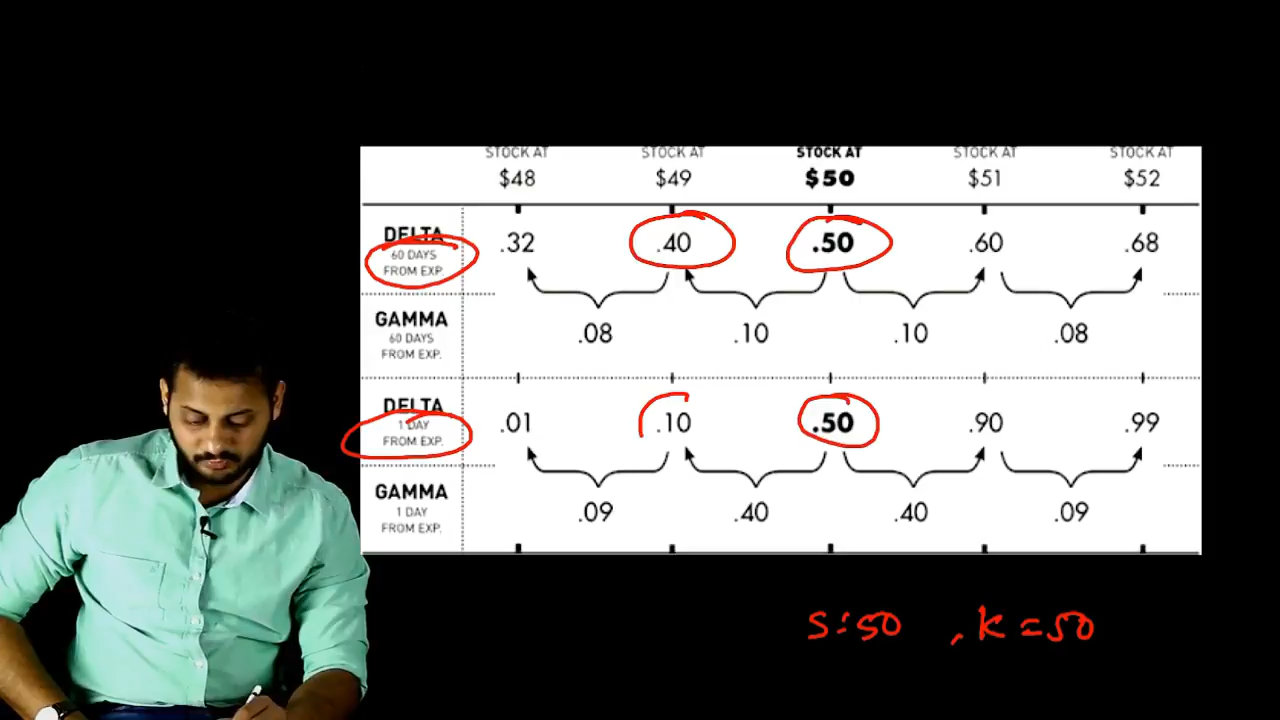 STOCK AT STOCK AT STOCK AT STOCK AT STOCK AT
$48 $49 $50 $51 $52
DELTA .32 .40 .50 .60 .68
60 DAYS
FROM EXP.
GAMMA .08 .10 .10 .08
60 DAYS
FROM EXP.
DELTA .01 .10 .50 .90 .99
1 DAY
FROM EXP.
GAMMA .09 .40 .40 .09
1 DAY
FROM EXP.
S:50 , K=50